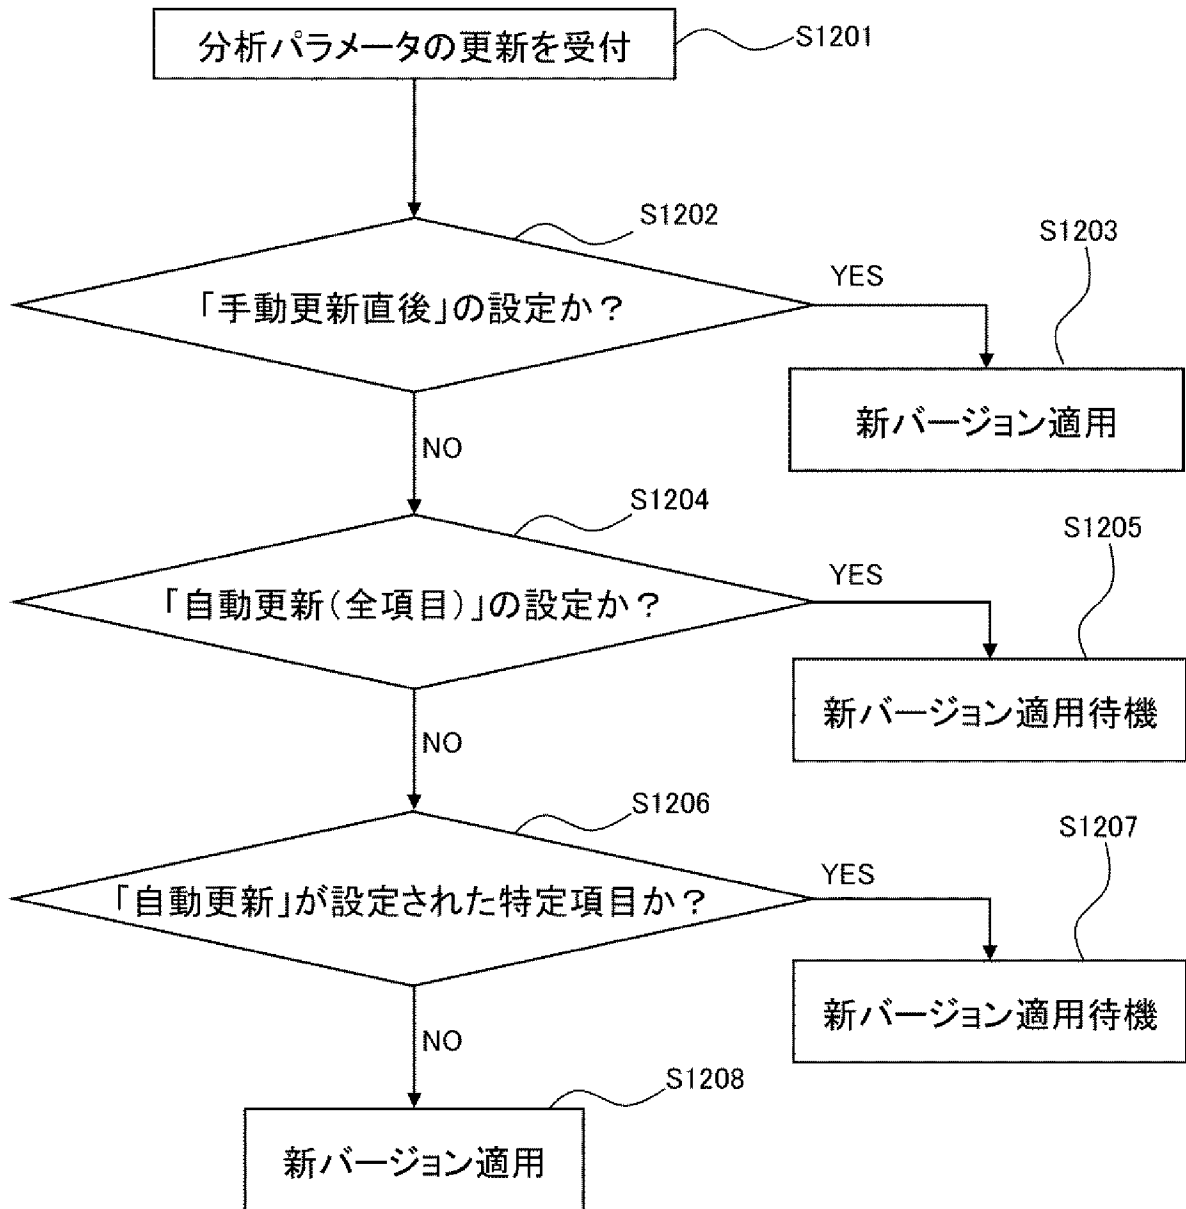 分析パラメータの更新を受付
S1201
S1202
「手動更新直後」の設定か？
YES
S1203
新バージョン適用
NO
S1204
「自動更新(全項目)」の設定か？
YES
S1205
新バージョン適用待機
NO
S1206
「自動更新」が設定された特定項目か？
YES
S1207
新バージョン適用待機
NO
S1208
新バージョン適用